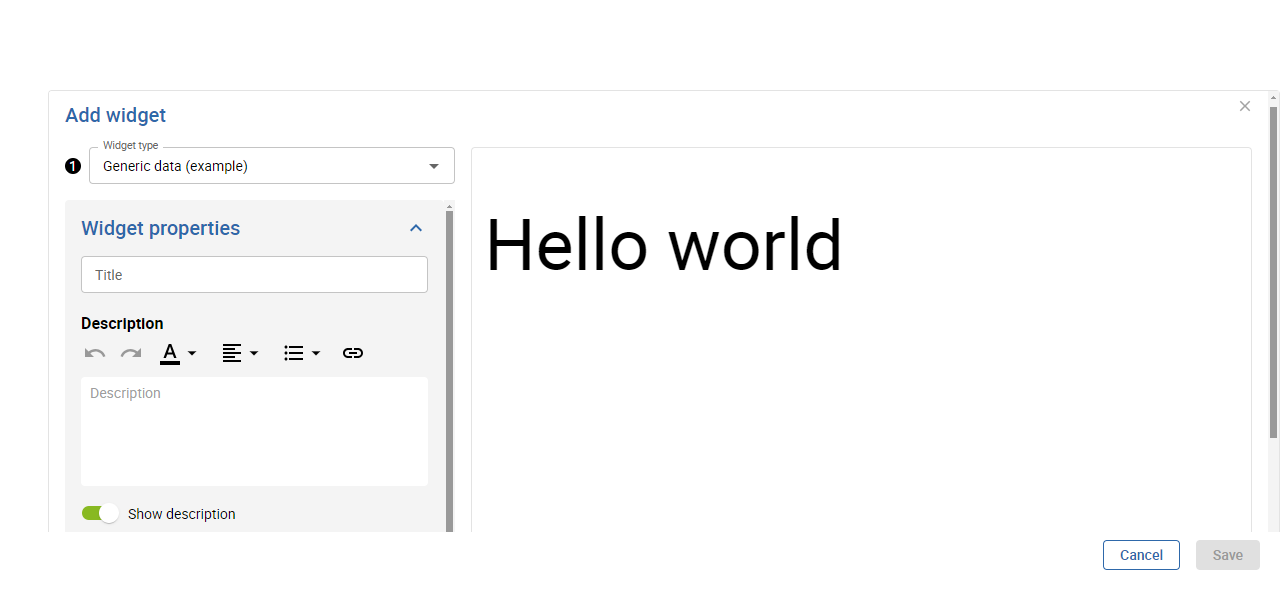 Add widget
Widget type
1
Generic data (example)
Widget properties
Title
Description
A
Description
Show description
Hello world
Cancel
Save